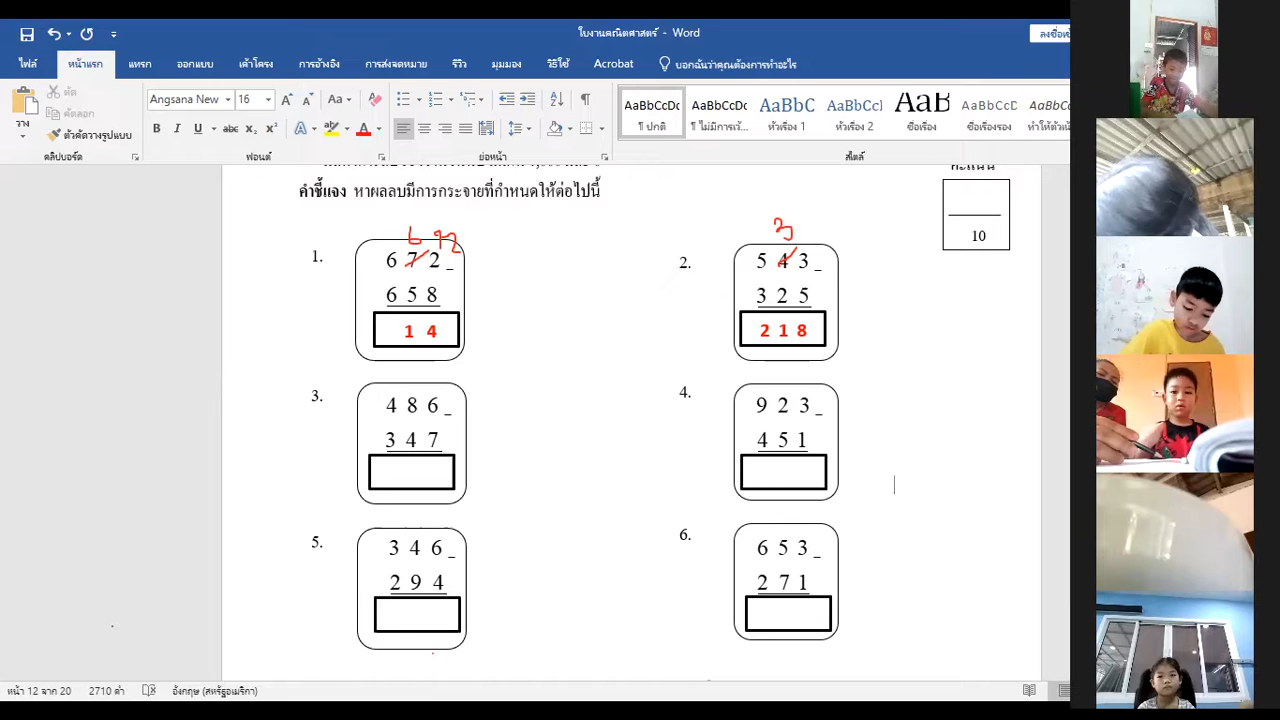 ใบงานคณิตศาสตร์ - Word
ลงชื่อเข้า
ไฟล์ หน้าแรก แทรก ออกแบบ เค้าโครง การอ้างอิง การส่งจดหมาย รีวิว มุมมอง วิธีใช้ Acrobat บอกฉันว่าคุณต้องการทำอะไร
วาง
ตัด
คัดลอก
ตัวคัดวางรูปแบบ
คลิปบอร์ด
Angsana New 16
ฟอนต์
ย่อหน้า
AaBbCcDc AaBbCcDc AaBbC AaBbCcI AaB AaBbCcD AaBbCcDc
ปกติ ไม่มีการเว้... หัวเรื่อง 1 หัวเรื่อง 2 ชื่อเรื่อง ชื่อเรื่องรอง ทำให้ตัวเน้
สไตล์
คะแนน
คำชี้แจง หาผลลบมีการกระจายที่กำหนดให้ต่อไปนี้
10
1.
6 12
6 7 2 _
6 5 8
1 4
2.
3
5 4 3 _
3 2 5
2 1 8
3.
4 8 6 _
3 4 7
4.
9 2 3 _
4 5 1
5.
3 4 6 _
2 9 4
6.
6 5 3 _
2 7 1
หน้า 12 จาก 20 2710 คำ อังกฤษ (สหรัฐอเมริกา)